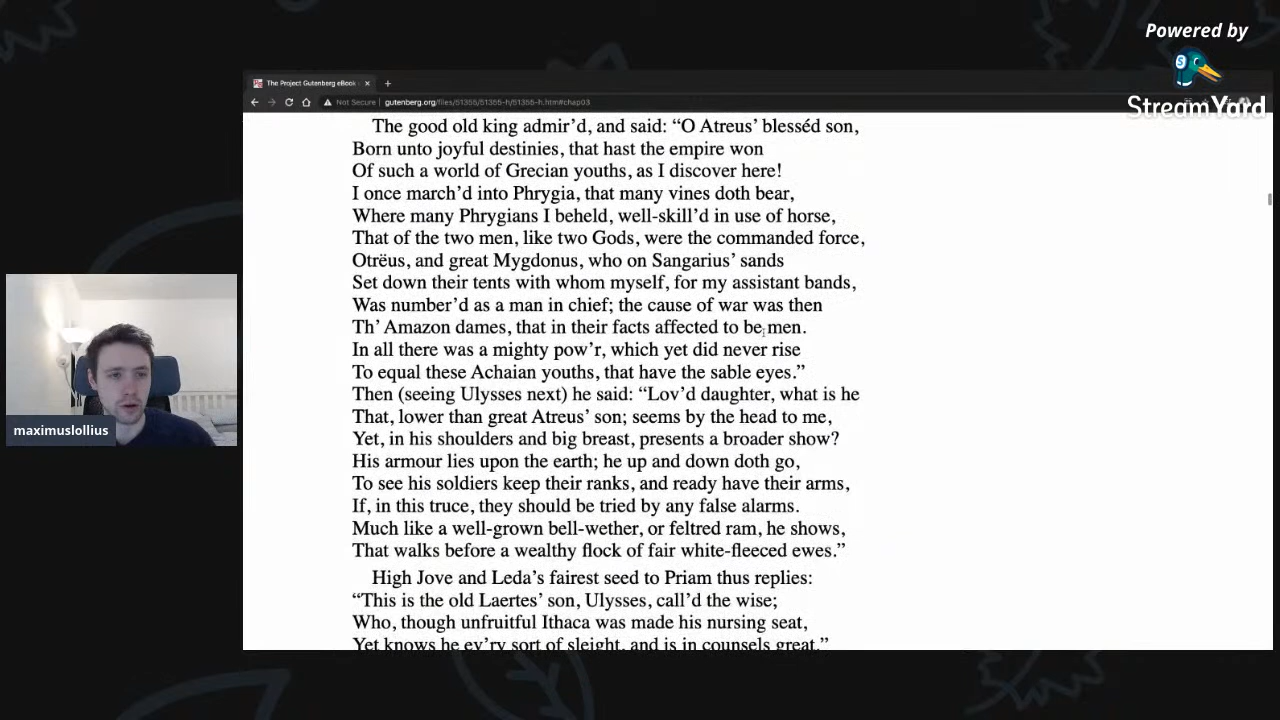 Powered by
StreamYard
The Project Gutenberg eBook
Not Secure | gutenberg.org/files/51355/51355-h/51355-h.htm#chap03
The good old king admir’d, and said: “O Atreus’ blesséd son,
Born unto joyful destinies, that hast the empire won
Of such a world of Grecian youths, as I discover here!
I once march’d into Phrygia, that many vines doth bear,
Where many Phrygians I beheld, well-skill’d in use of horse,
That of the two men, like two Gods, were the commanded force,
Otrëus, and great Mygdonus, who on Sangarius’ sands
Set down their tents with whom myself, for my assistant bands,
Was number’d as a man in chief; the cause of war was then
Th’ Amazon dames, that in their facts affected to be men.
In all there was a mighty pow’r, which yet did never rise
To equal these Achaian youths, that have the sable eyes.”
Then (seeing Ulysses next) he said: “Lov’d daughter, what is he
That, lower than great Atreus’ son; seems by the head to me,
Yet, in his shoulders and big breast, presents a broader show?
His armour lies upon the earth; he up and down doth go,
To see his soldiers keep their ranks, and ready have their arms,
If, in this truce, they should be tried by any false alarms.
Much like a well-grown bell-wether, or feltred ram, he shows,
That walks before a wealthy flock of fair white-fleeced ewes.”
High Jove and Leda’s fairest seed to Priam thus replies:
“This is the old Laertes’ son, Ulysses, call’d the wise;
Who, though unfruitful Ithaca was made his nursing seat,
Yet knows he ev’ry sort of sleight, and is in counsels great.”
maximuslollius